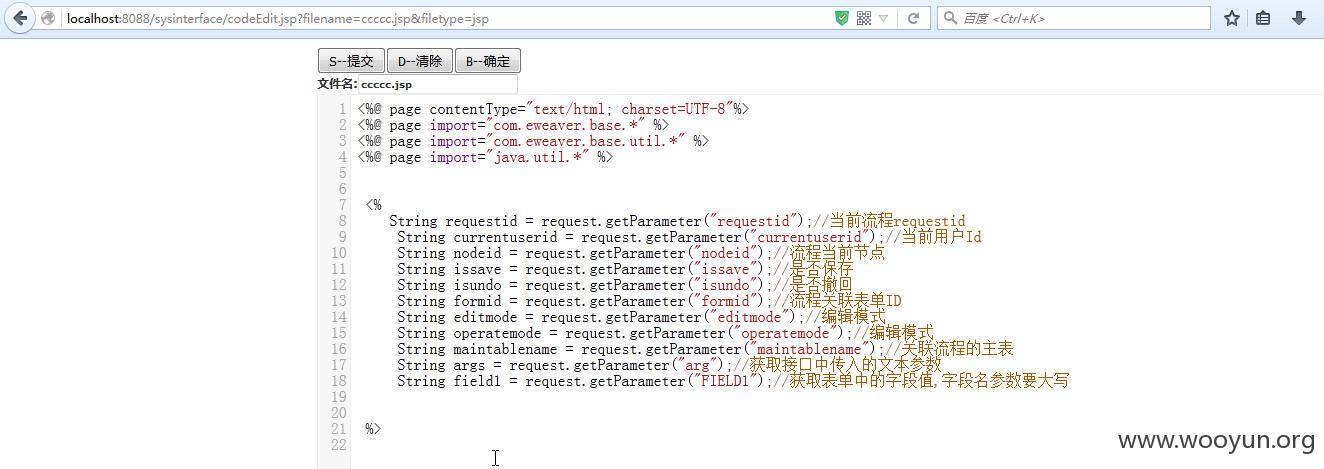 localhost:8088/sysinterface/codeEdit.jsp?filename=ccccc.jsp&filetype=jsp
百度 <Ctrl+K>
S--提交 D--清除 B--确定
文件名: ccccc.jsp
1 <%@ page contentType="text/html; charset=UTF-8"%>
2 <%@ page import="com.eweaver.base.*" %>
3 <%@ page import="com.eweaver.base.util.*" %>
4 <%@ page import="java.util.*" %>
5
6
7 <%
8 String requestid = request.getParameter("requestid");//当前流程requestid
9 String currentuserid = request.getParameter("currentuserid");//当前用户Id
10 String nodeid = request.getParameter("nodeid");//流程当前节点
11 String issave = request.getParameter("issave");//是否保存
12 String isundo = request.getParameter("isundo");//是否撤回
13 String formid = request.getParameter("formid");//流程关联表单ID
14 String editmode = request.getParameter("editmode");//编辑模式
15 String operatemode = request.getParameter("operatemode");//编辑模式
16 String maintablename = request.getParameter("maintablename");//关联流程的主表
17 String args = request.getParameter("arg");//获取接口中传入的文本参数
18 String field1 = request.getParameter("FIELD1");//获取表单中的字段值,字段名参数要大写
19
20
21 %>
22
www.wooyun.org